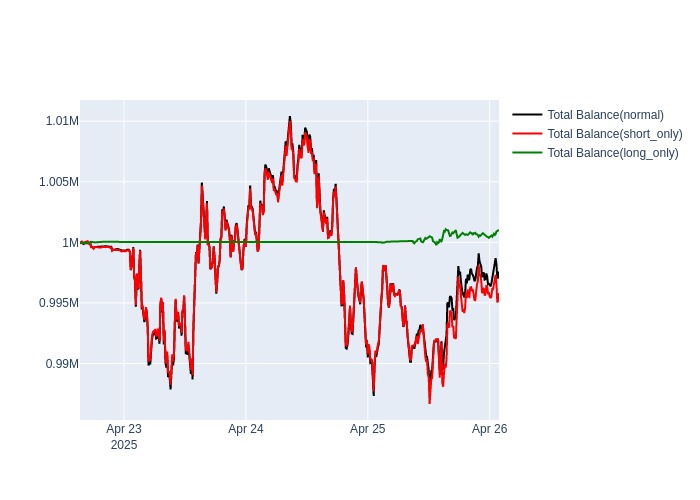 1.01M
1.005M
1M
0.995M
0.99M
Apr 23
2025
Apr 24
Apr 25
Apr 26
Total Balance(normal)
Total Balance(short_only)
Total Balance(long_only)